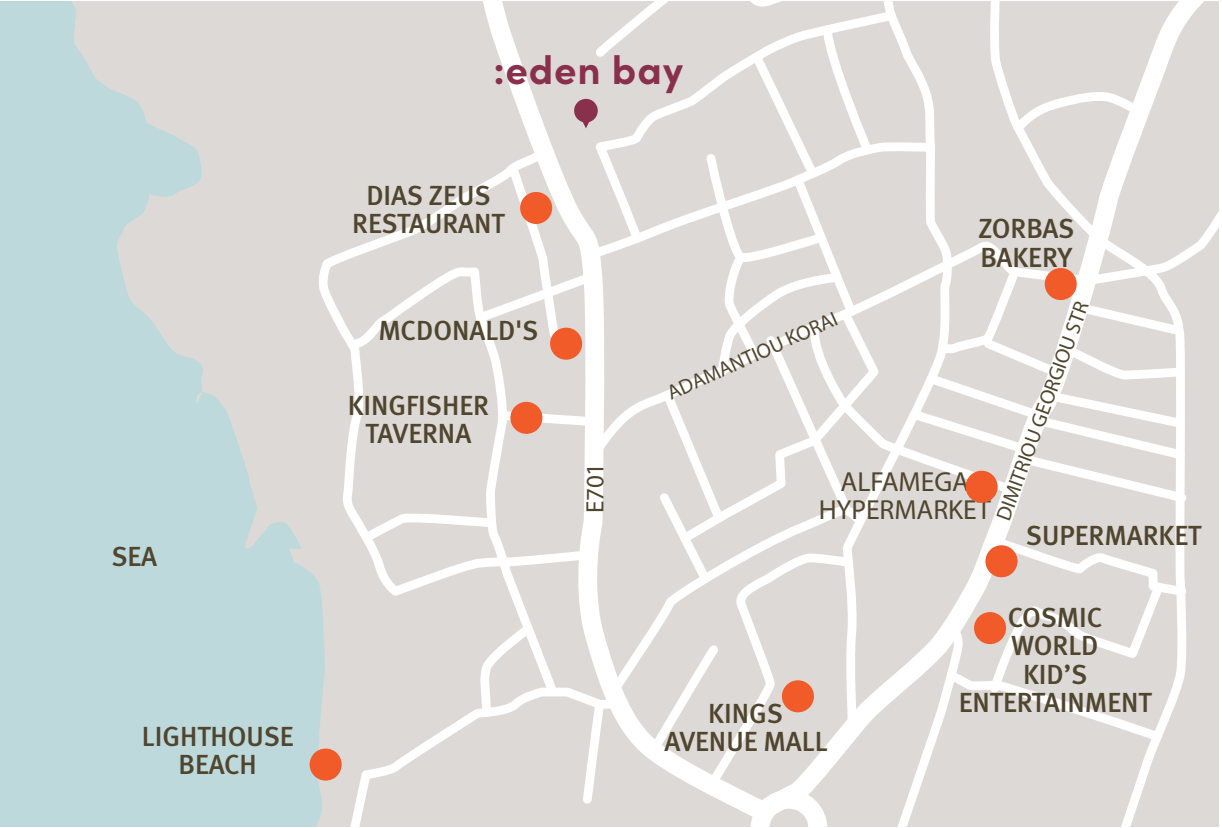 :eden bay
DIAS ZEUS
RESTAURANT
ZORBAS
BAKERY
MCDONALD'S
ADAMANTIOU KORAI
DIMITRIOU GEORGIOU STR
KINGFISHER
TAVERNA
E701
ALFAMEGA
HYPERMARKET
SUPERMARKET
SEA
COSMIC
WORLD
KID’S
ENTERTAINMENT
KINGS
AVENUE MALL
LIGHTHOUSE
BEACH